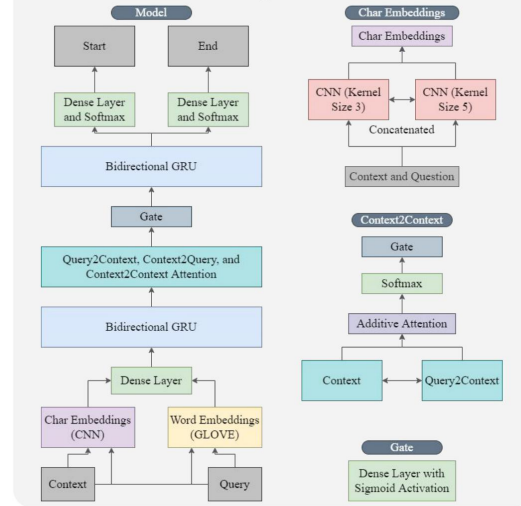 Model
Start
End
Dense Layer
and Softmax
Dense Layer
and Softmax
Bidirectional GRU
Gate
Query2Context, Context2Query, and
Context2Context Attention
Bidirectional GRU
Dense Layer
Char Embeddings
(CNN)
Word Embeddings
(GLOVE)
Context
Query
Char Embeddings
Char Embeddings
CNN (Kernel
Size 3)
CNN (Kernel
Size 5)
Concatenated
Context and Question
Context2Context
Gate
Softmax
Additive Attention
Context
Query2Context
Gate
Dense Layer with
Sigmoid Activation